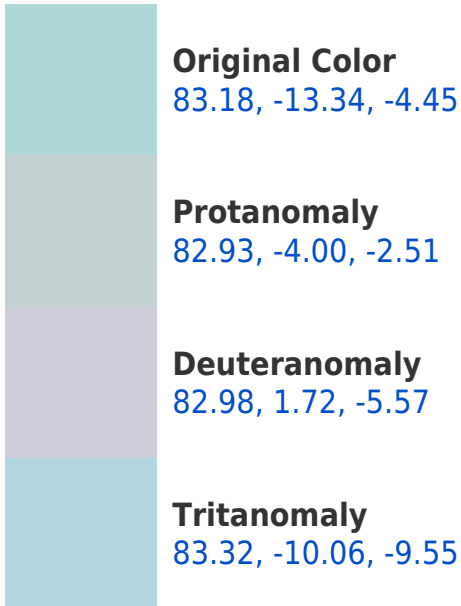 Original Color
83.18, -13.34, -4.45
Protanomaly
82.93, -4.00, -2.51
Deuteranomaly
82.98, 1.72, -5.57
Tritanomaly
83.32, -10.06, -9.55